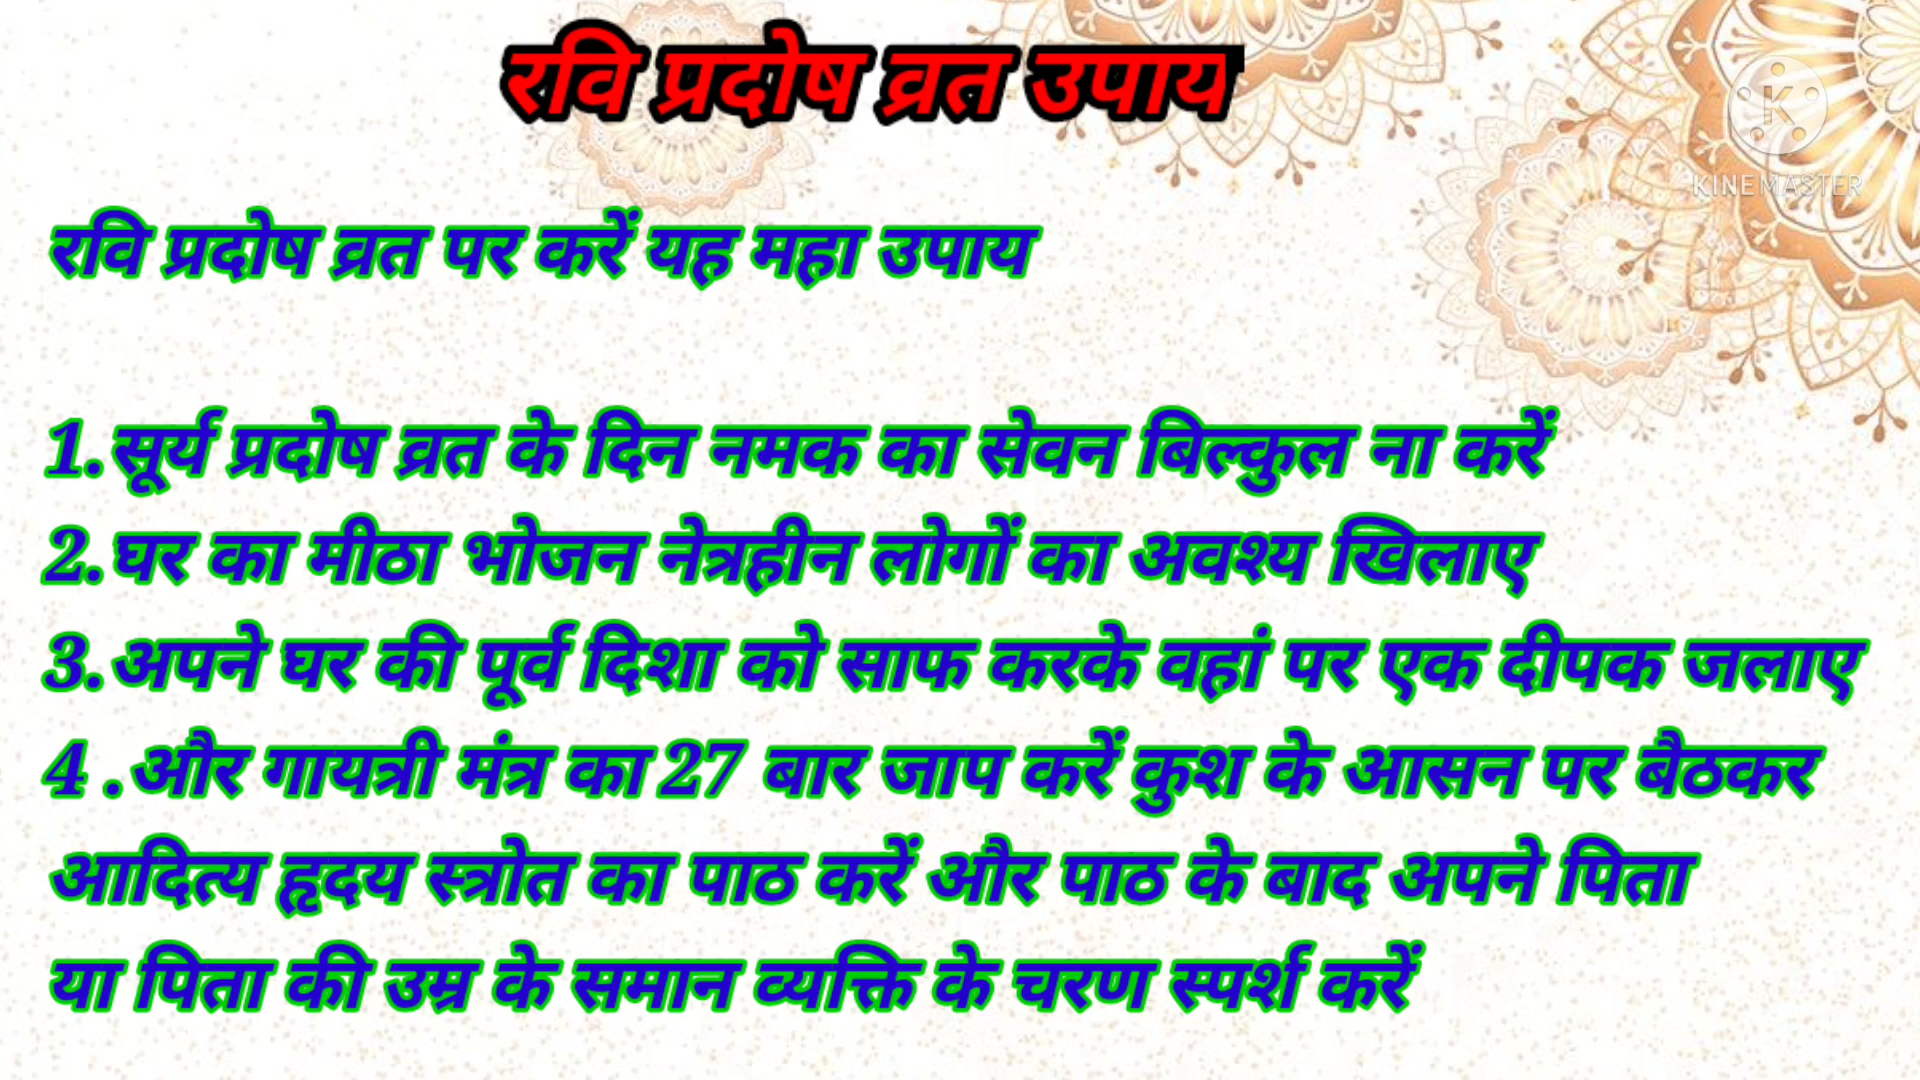 रवि प्रदोष व्रत उपाय
KINEMASTER
रवि प्रदोष व्रत पर करें यह महा उपाय
1.सूर्य प्रदोष व्रत के दिन नमक का सेवन बिल्कुल ना करें
2.घर का मीठा भोजन नेत्रहीन लोगों का अवश्य खिलाए
3.अपने घर की पूर्व दिशा को साफ करके वहां पर एक दीपक जलाए
4 .और गायत्री मंत्र का 27 बार जाप करें कुश के आसन पर बैठकर
आदित्य हृदय स्त्रोत का पाठ करें और पाठ के बाद अपने पिता
या पिता की उम्र के समान व्यक्ति के चरण स्पर्श करें